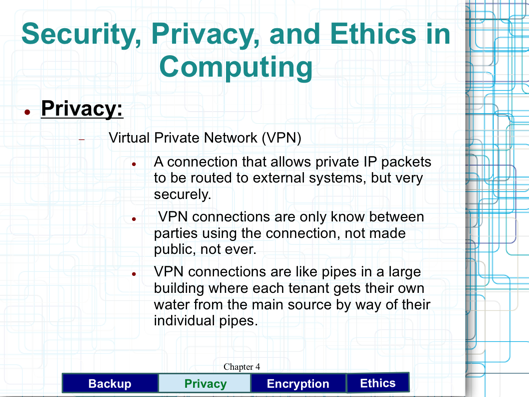 Security, Privacy, and Ethics in
Computing
● Privacy:
– Virtual Private Network (VPN)
● A connection that allows private IP packets
to be routed to external systems, but very
securely.
● VPN connections are only know between
parties using the connection, not made
public, not ever.
● VPN connections are like pipes in a large
building where each tenant gets their own
water from the main source by way of their
individual pipes.
Chapter 4
Backup Privacy Encryption Ethics